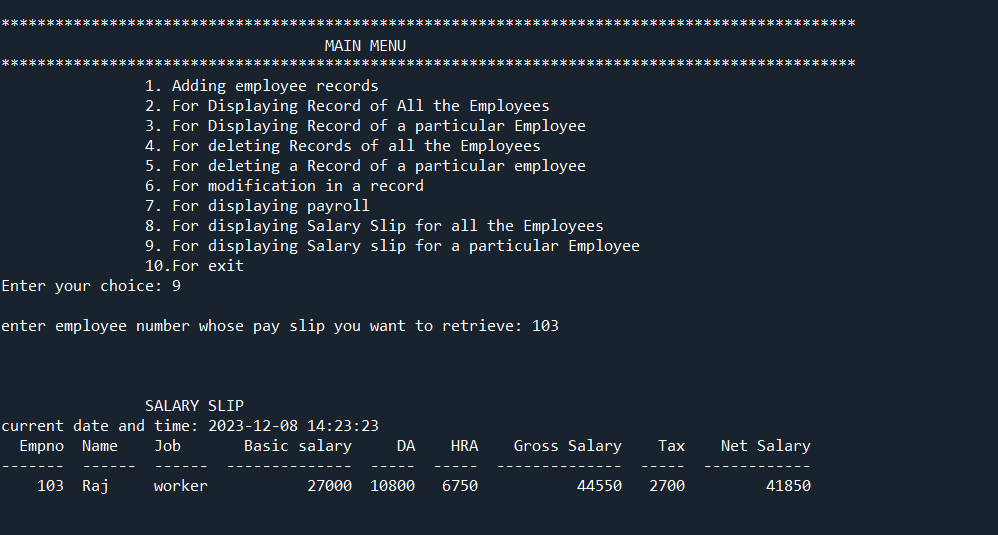 ***********************************************************************************************
MAIN MENU
***********************************************************************************************
1. Adding employee records
2. For Displaying Record of All the Employees
3. For Displaying Record of a particular Employee
4. For deleting Records of all the Employees
5. For deleting a Record of a particular employee
6. For modification in a record
7. For displaying payroll
8. For displaying Salary Slip for all the Employees
9. For displaying Salary slip for a particular Employee
10.For exit
Enter your choice: 9
enter employee number whose pay slip you want to retrieve: 103
SALARY SLIP
current date and time: 2023-12-08 14:23:23
Empno  Name    Job       Basic salary     DA    HRA    Gross Salary    Tax    Net Salary
-------  ------  ------  --------------  -----  -----  --------------  -----  ------------
103  Raj     worker           27000  10800   6750           44550   2700         41850